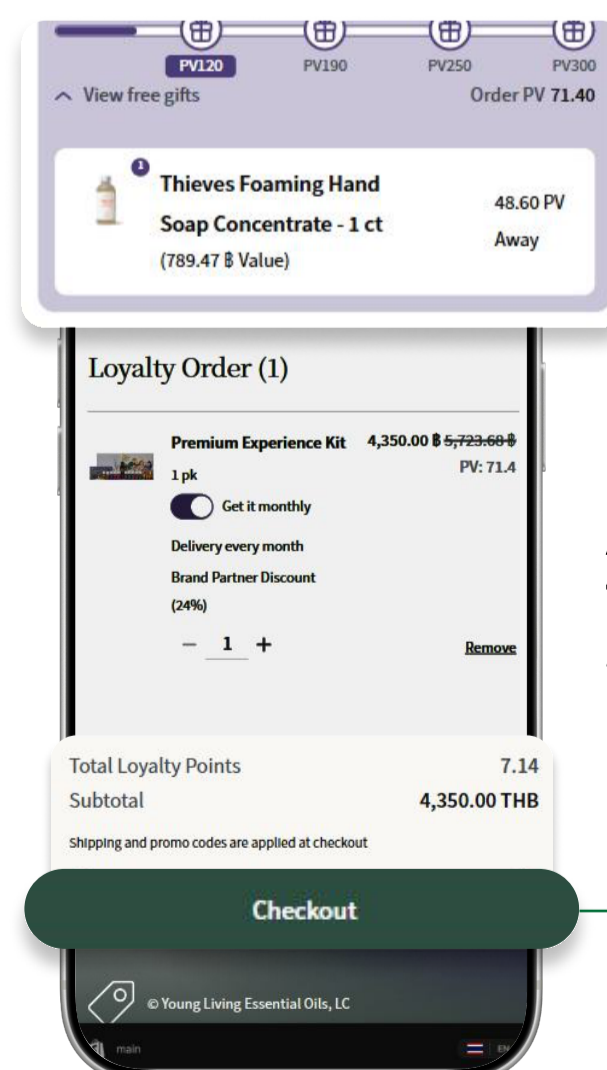 PV120 PV190 PV250 PV300
View free gifts Order PV 71.40
1
Thieves Foaming Hand
Soap Concentrate - 1 ct
(789.47 ฿ Value)
48.60 PV
Away
Loyalty Order (1)
Premium Experience Kit 4,350.00 ฿ 5,723.68 ฿
1 pk PV: 71.4
Get it monthly
Delivery every month
Brand Partner Discount
(24%)
− 1 + Remove
Total Loyalty Points 7.14
Subtotal 4,350.00 THB
Shipping and promo codes are applied at checkout
Checkout
© Young Living Essential Oils, LC
main EN